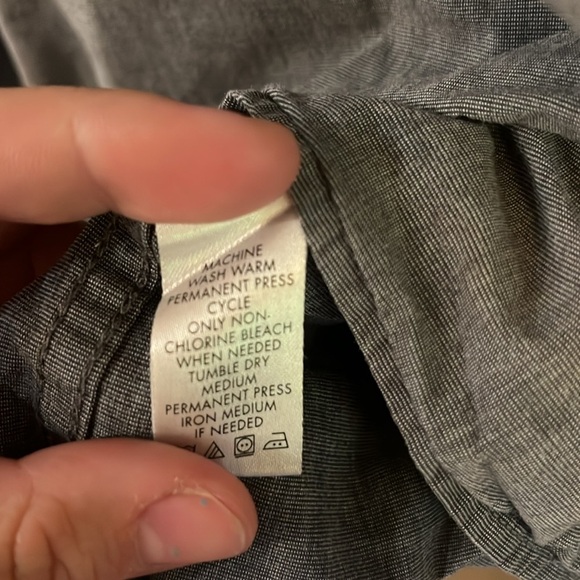 MACHINE
WASH WARM
PERMANENT PRESS
CYCLE
ONLY NON-
CHLORINE BLEACH
WHEN NEEDED
TUMBLE DRY
MEDIUM
PERMANENT PRESS
IRON MEDIUM
IF NEEDED